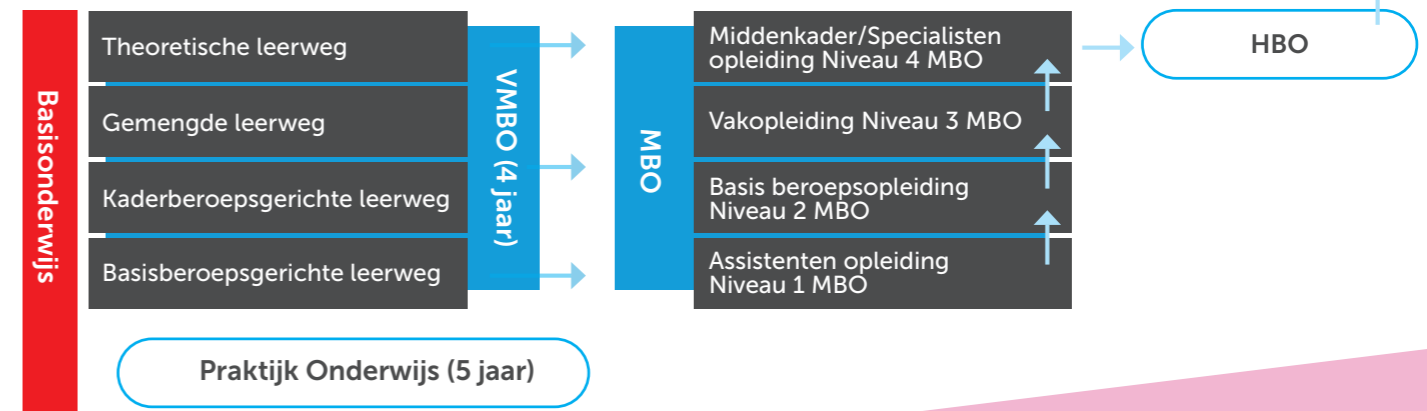 Basisonderwijs
Theoretische leerweg
Gemengde leerweg
Kaderberoepsgerichte leerweg
Basisberoepsgerichte leerweg
VMBO (4 jaar)
MBO
Middenkader/Specialisten
opleiding Niveau 4 MBO
Vakopleiding Niveau 3 MBO
Basis beroepsopleiding
Niveau 2 MBO
Assistenten opleiding
Niveau 1 MBO
HBO
Praktijk Onderwijs (5 jaar)